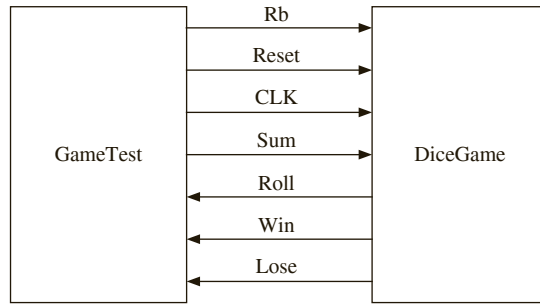 Rb
Reset
CLK
Sum
GameTest
DiceGame
Roll
Win
Lose